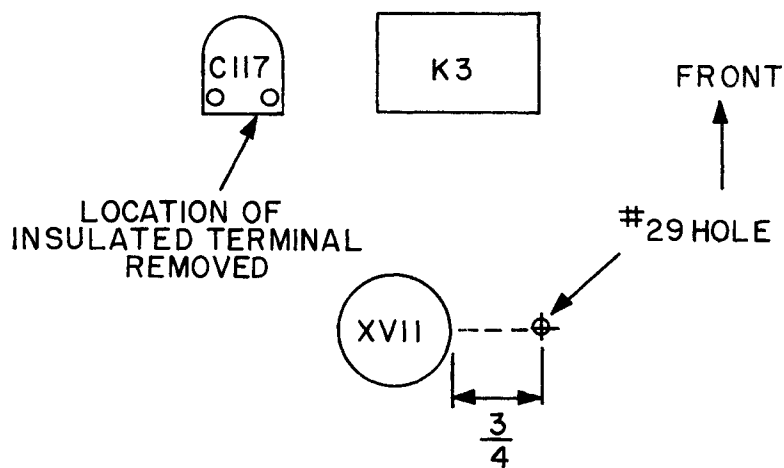 C117
K3
FRONT
LOCATION OF
INSULATED TERMINAL
REMOVED
#29 HOLE
XV11
3
4